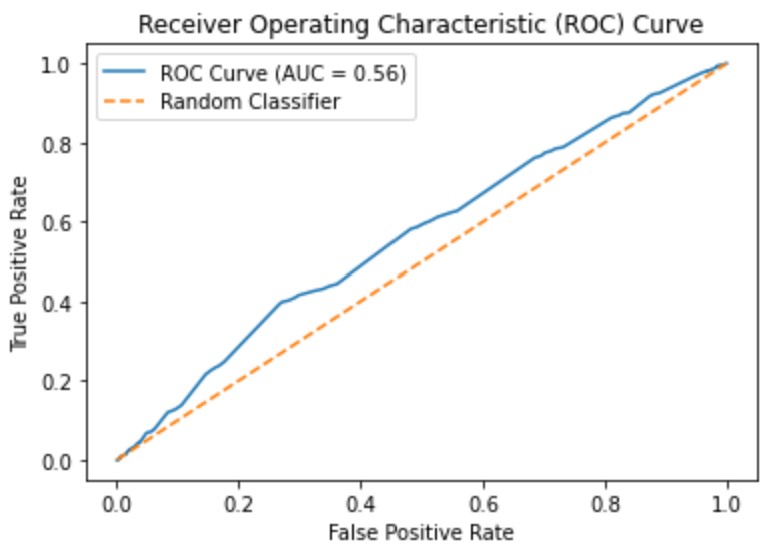 Receiver Operating Characteristic (ROC) Curve
ROC Curve (AUC = 0.56)
Random Classifier
True Positive Rate
1.0
0.8
0.6
0.4
0.2
0.0
0.0 0.2 0.4 0.6 0.8 1.0
False Positive Rate